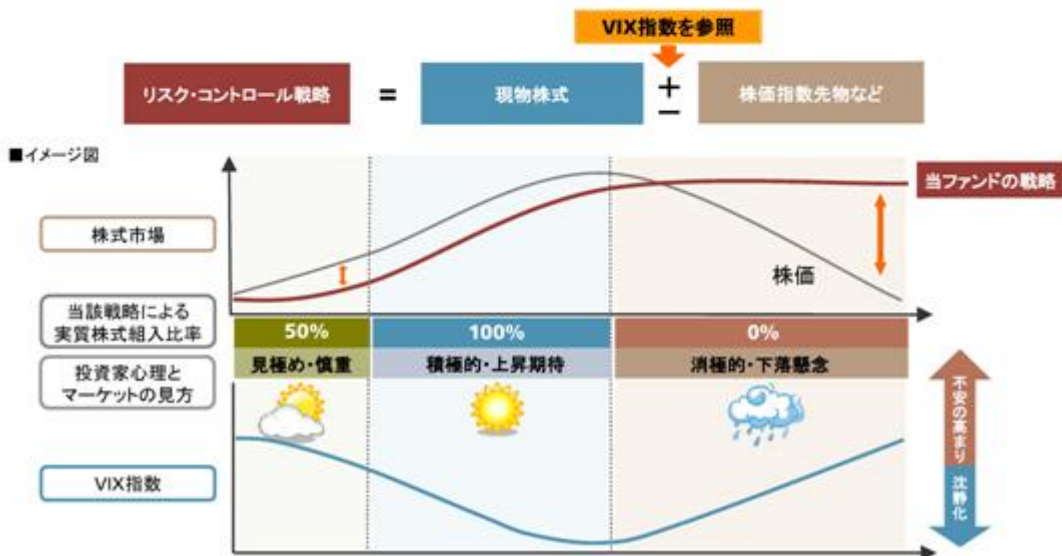 VIX指数を参照
リスク・コントロール戦略
=
現物株式
+
−
株価指数先物など
■イメージ図
当ファンドの戦略
株式市場
株価
当該戦略による
実質株式組入比率
50%
100%
0%
投資家心理と
マーケットの見方
見極め・慎重
積極的・上昇期待
消極的・下落懸念
不安の高まり
沈静化
VIX指数